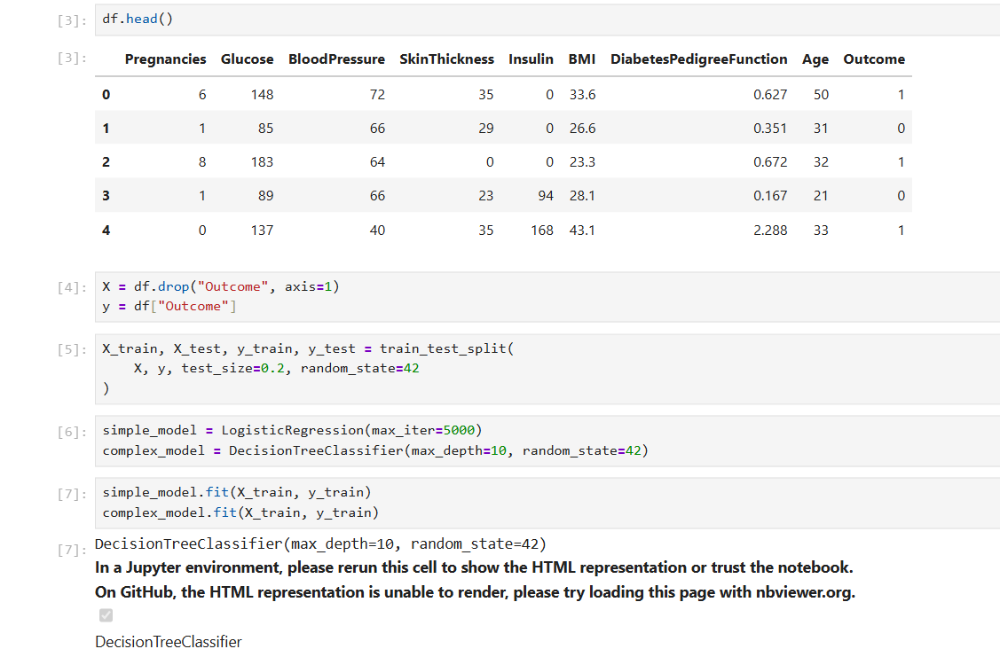 [3]: df.head()
[3]: Pregnancies Glucose BloodPressure SkinThickness Insulin BMI DiabetesPedigreeFunction Age Outcome
0 6 148 72 35 0 33.6 0.627 50 1
1 1 85 66 29 0 26.6 0.351 31 0
2 8 183 64 0 0 23.3 0.672 32 1
3 1 89 66 23 94 28.1 0.167 21 0
4 0 137 40 35 168 43.1 2.288 33 1
[4]: X = df.drop("Outcome", axis=1)
y = df["Outcome"]
[5]: X_train, X_test, y_train, y_test = train_test_split(
    X, y, test_size=0.2, random_state=42
)
[6]: simple_model = LogisticRegression(max_iter=5000)
complex_model = DecisionTreeClassifier(max_depth=10, random_state=42)
[7]: simple_model.fit(X_train, y_train)
complex_model.fit(X_train, y_train)
[7]: DecisionTreeClassifier(max_depth=10, random_state=42)
In a Jupyter environment, please rerun this cell to show the HTML representation or trust the notebook.
On GitHub, the HTML representation is unable to render, please try loading this page with nbviewer.org.
DecisionTreeClassifier